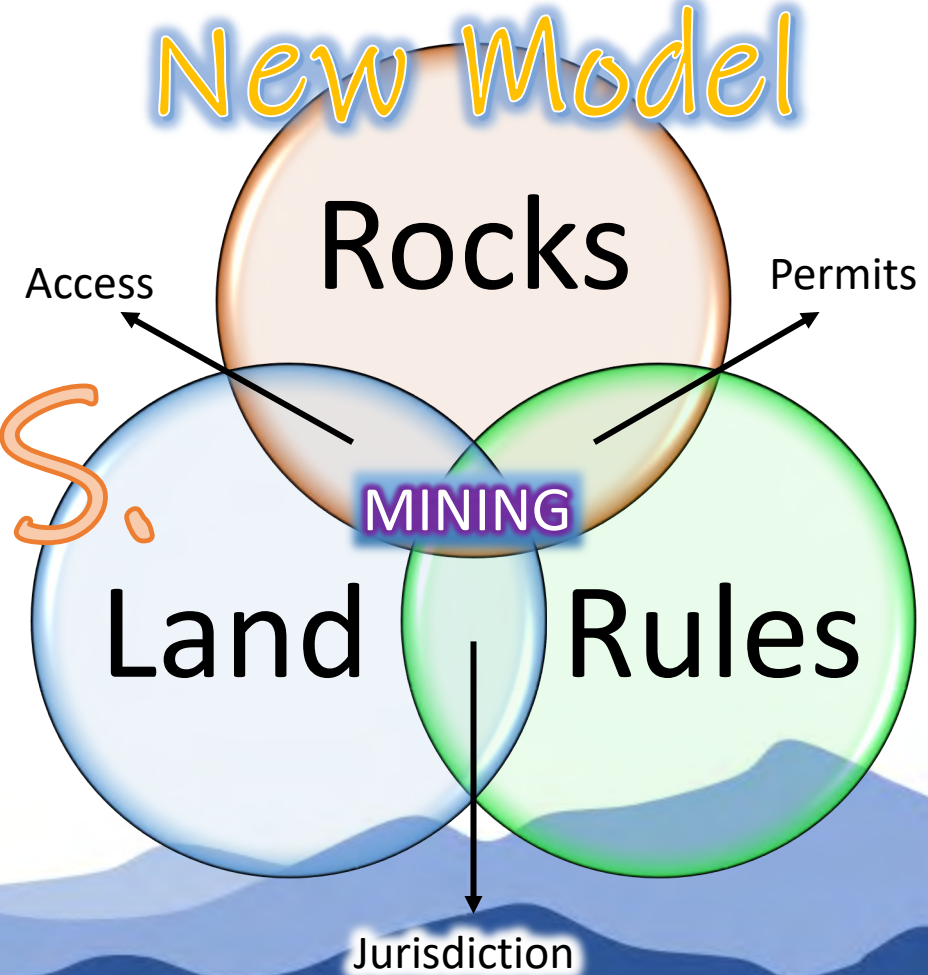 New Model
Rocks
Access
Permits
S.
MINING
Land
Rules
Jurisdiction